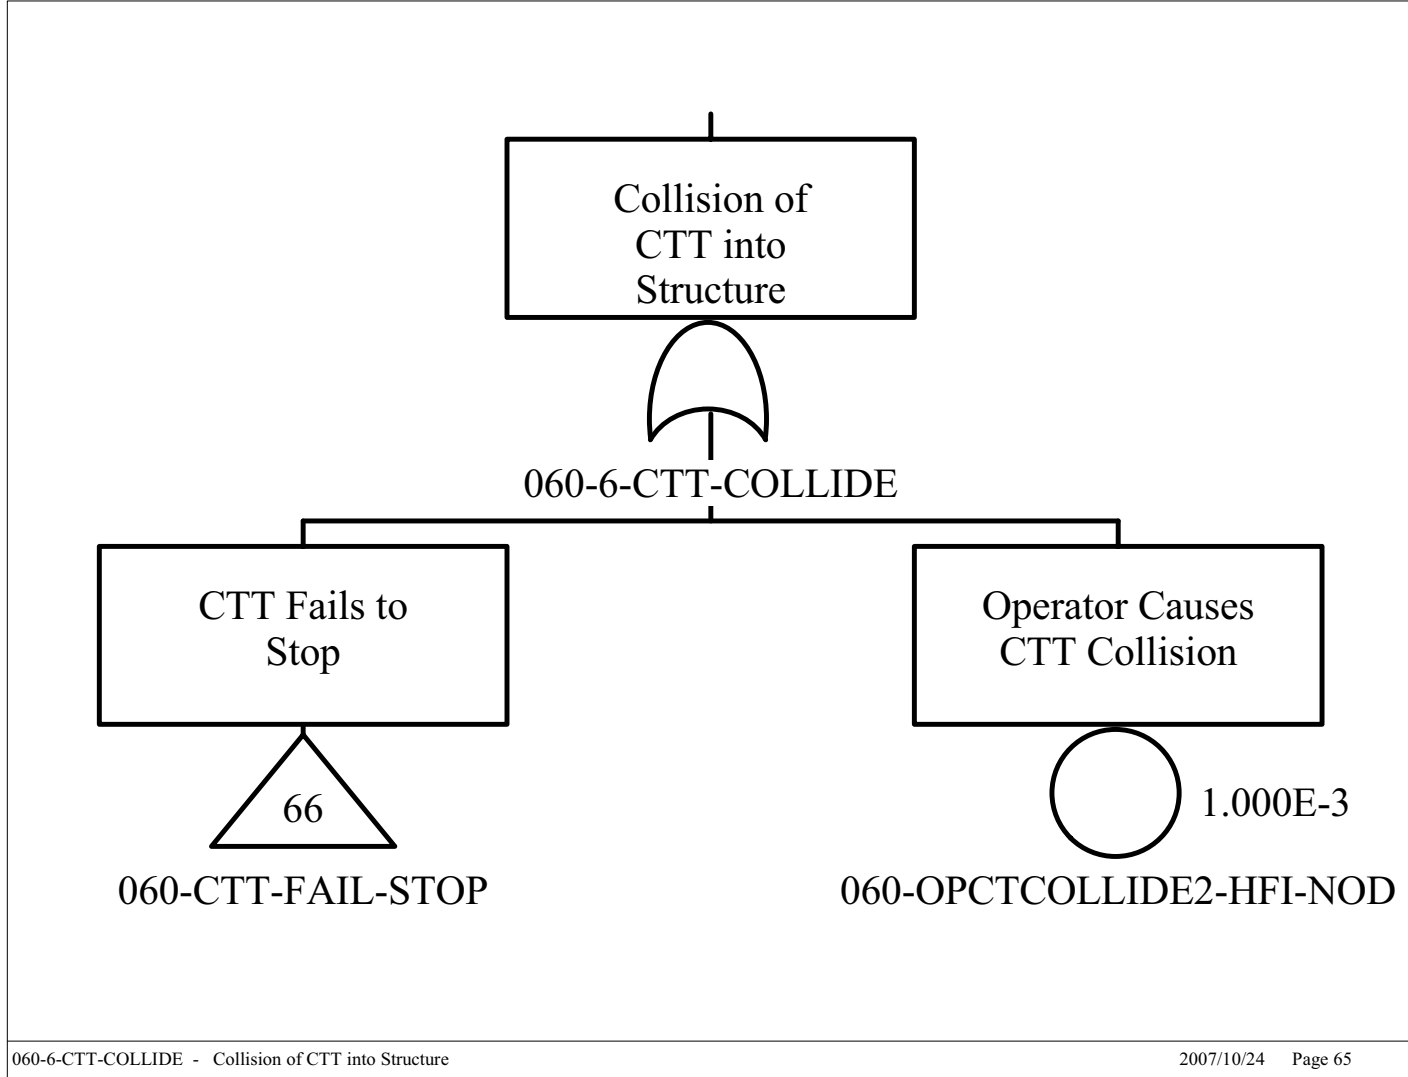 Collision of
CTT into
Structure
060-6-CTT-COLLIDE
CTT Fails to
Stop
Operator Causes
CTT Collision
66
1.000E-3
060-CTT-FAIL-STOP
060-OPCTCOLLIDE2-HFI-NOD
060-6-CTT-COLLIDE - Collision of CTT into Structure
2007/10/24 Page 65